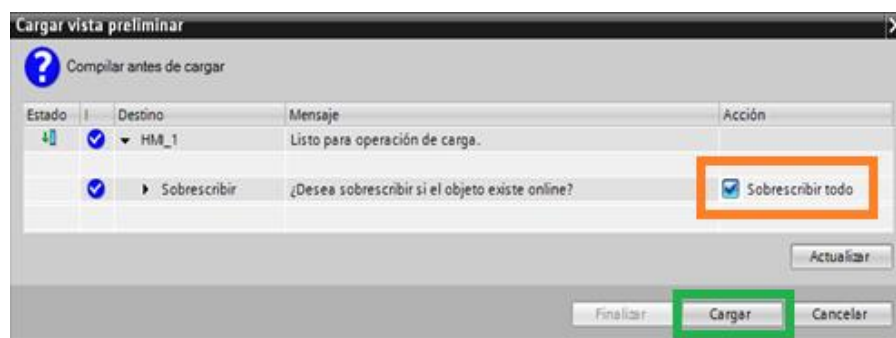 Cargar vista preliminar
Compilar antes de cargar
Estado ! Destino Mensaje Acción
HMI_1 Listo para operación de carga.
Sobrescribir ¿Desea sobrescribir si el objeto existe online? Sobrescribir todo
Actualizar
Finalizar Cargar Cancelar